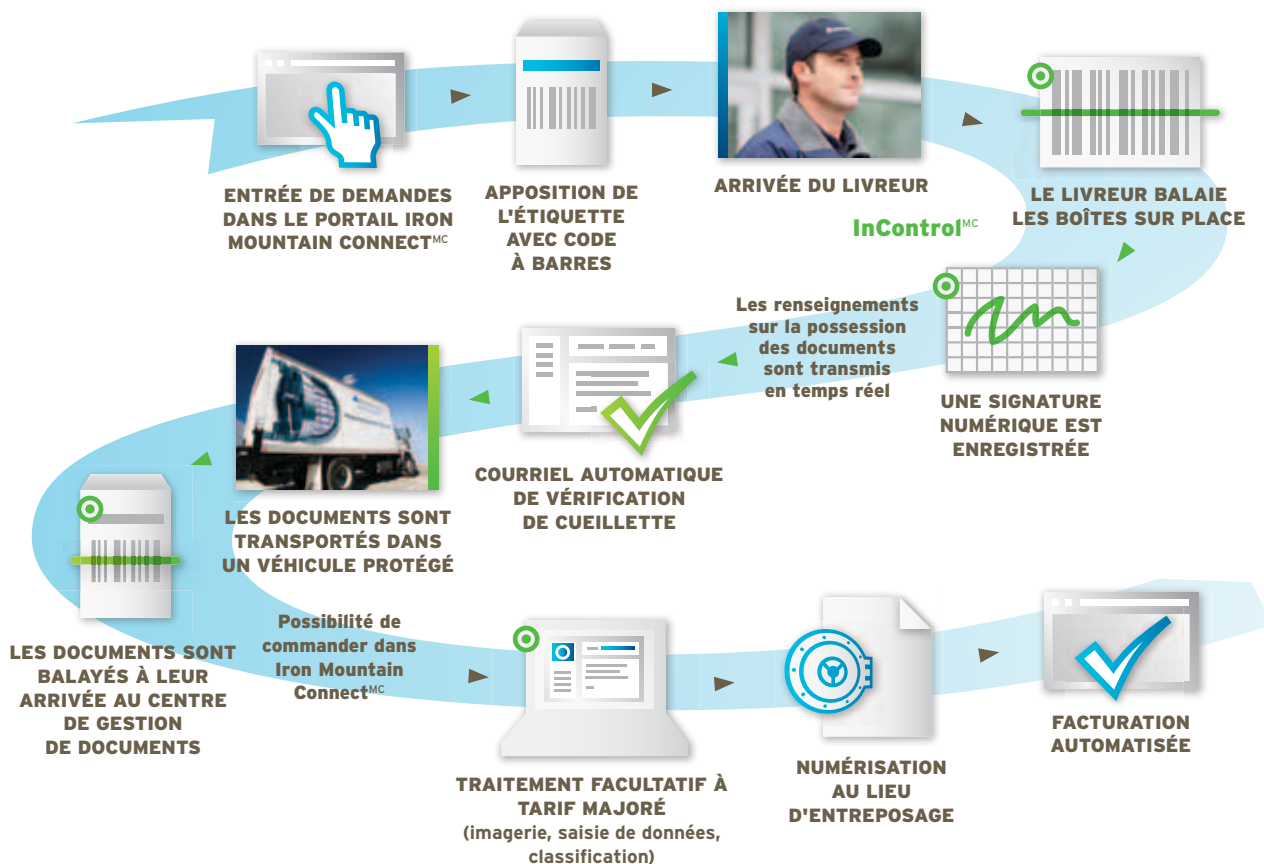 ENTRÉE DE DEMANDES
DANS LE PORTAIL IRON
MOUNTAIN CONNECTMC
APPOSITION DE
L'ÉTIQUETTE
AVEC CODE
À BARRES
ARRIVÉE DU LIVREUR
LE LIVREUR BALAIE
LES BOÎTES SUR PLACE
InControlMC
UNE SIGNATURE
NUMÉRIQUE EST
ENREGISTRÉE
Les renseignements
sur la possession
des documents
sont transmis
en temps réel
COURRIEL AUTOMATIQUE
DE VÉRIFICATION
DE CUEILLETTE
LES DOCUMENTS SONT
TRANSPORTÉS DANS
UN VÉHICULE PROTÉGÉ
LES DOCUMENTS SONT
BALAYÉS À LEUR
ARRIVÉE AU CENTRE
DE GESTION
DE DOCUMENTS
Possibilité de
commander dans
Iron Mountain
ConnectMC
TRAITEMENT FACULTATIF À
TARIF MAJORÉ
(imagerie, saisie de données,
classification)
NUMÉRISATION
AU LIEU
D'ENTREPOSAGE
FACTURATION
AUTOMATISÉE